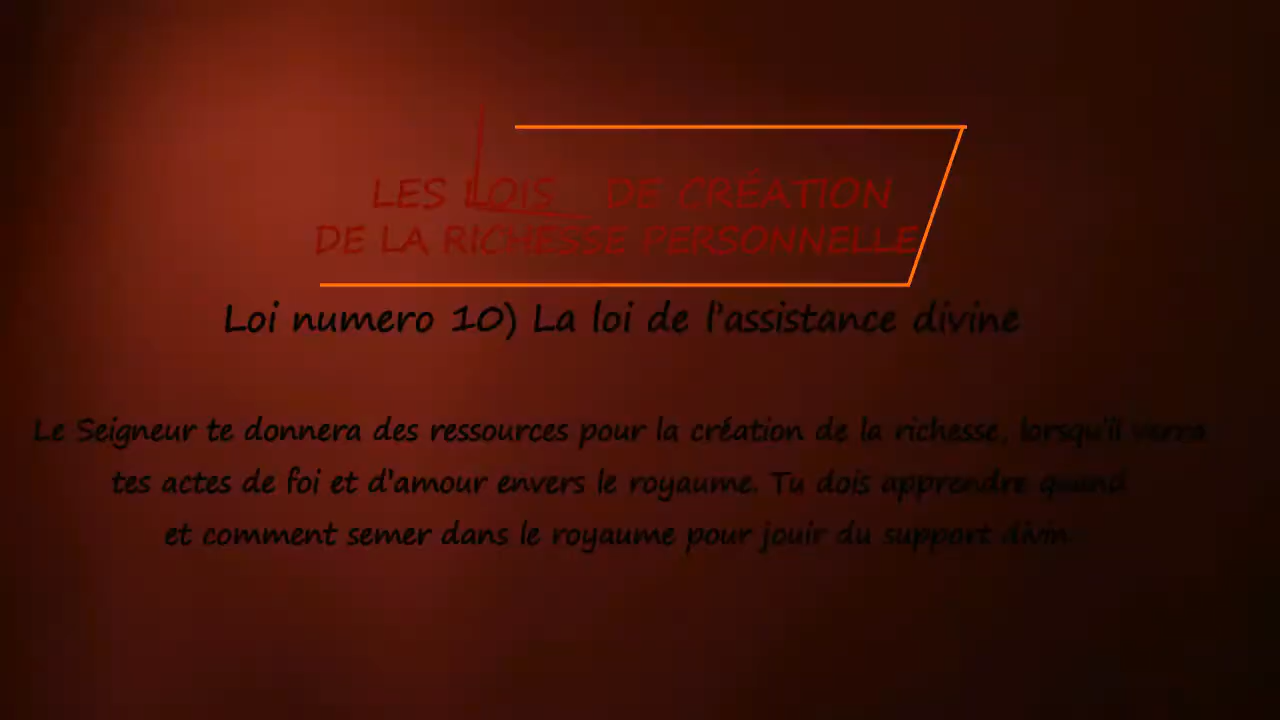 LES LOIS DE CRÉATION
DE LA RICHESSE PERSONNELLE
Loi numero 10) La loi de l'assistance divine
Le Seigneur te donnera des ressources pour la création de la richesse, lorsqu'il verra
tes actes de foi et d'amour envers le royaume. Tu dois apprendre quand
et comment semer dans le royaume pour jouir du support divin